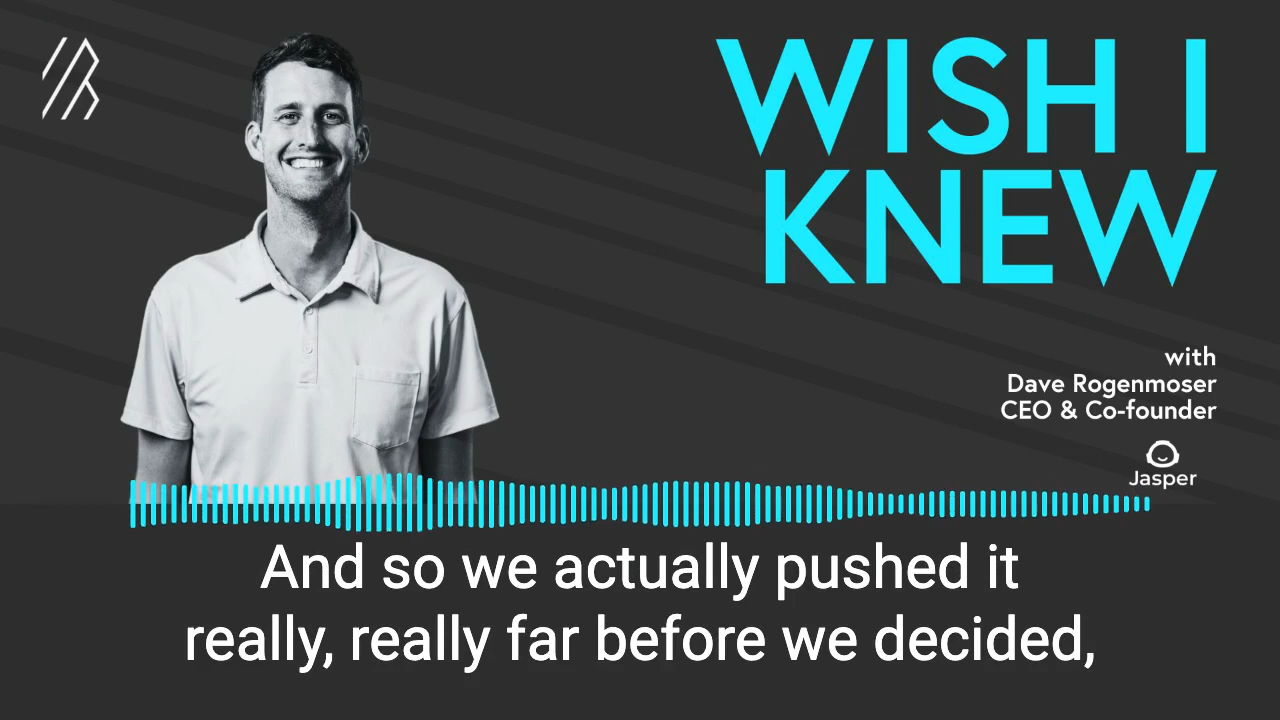 WISH I
KNEW
with
Dave Rogenmoser
CEO & Co-founder
Jasper
And so we actually pushed it
really, really far before we decided,